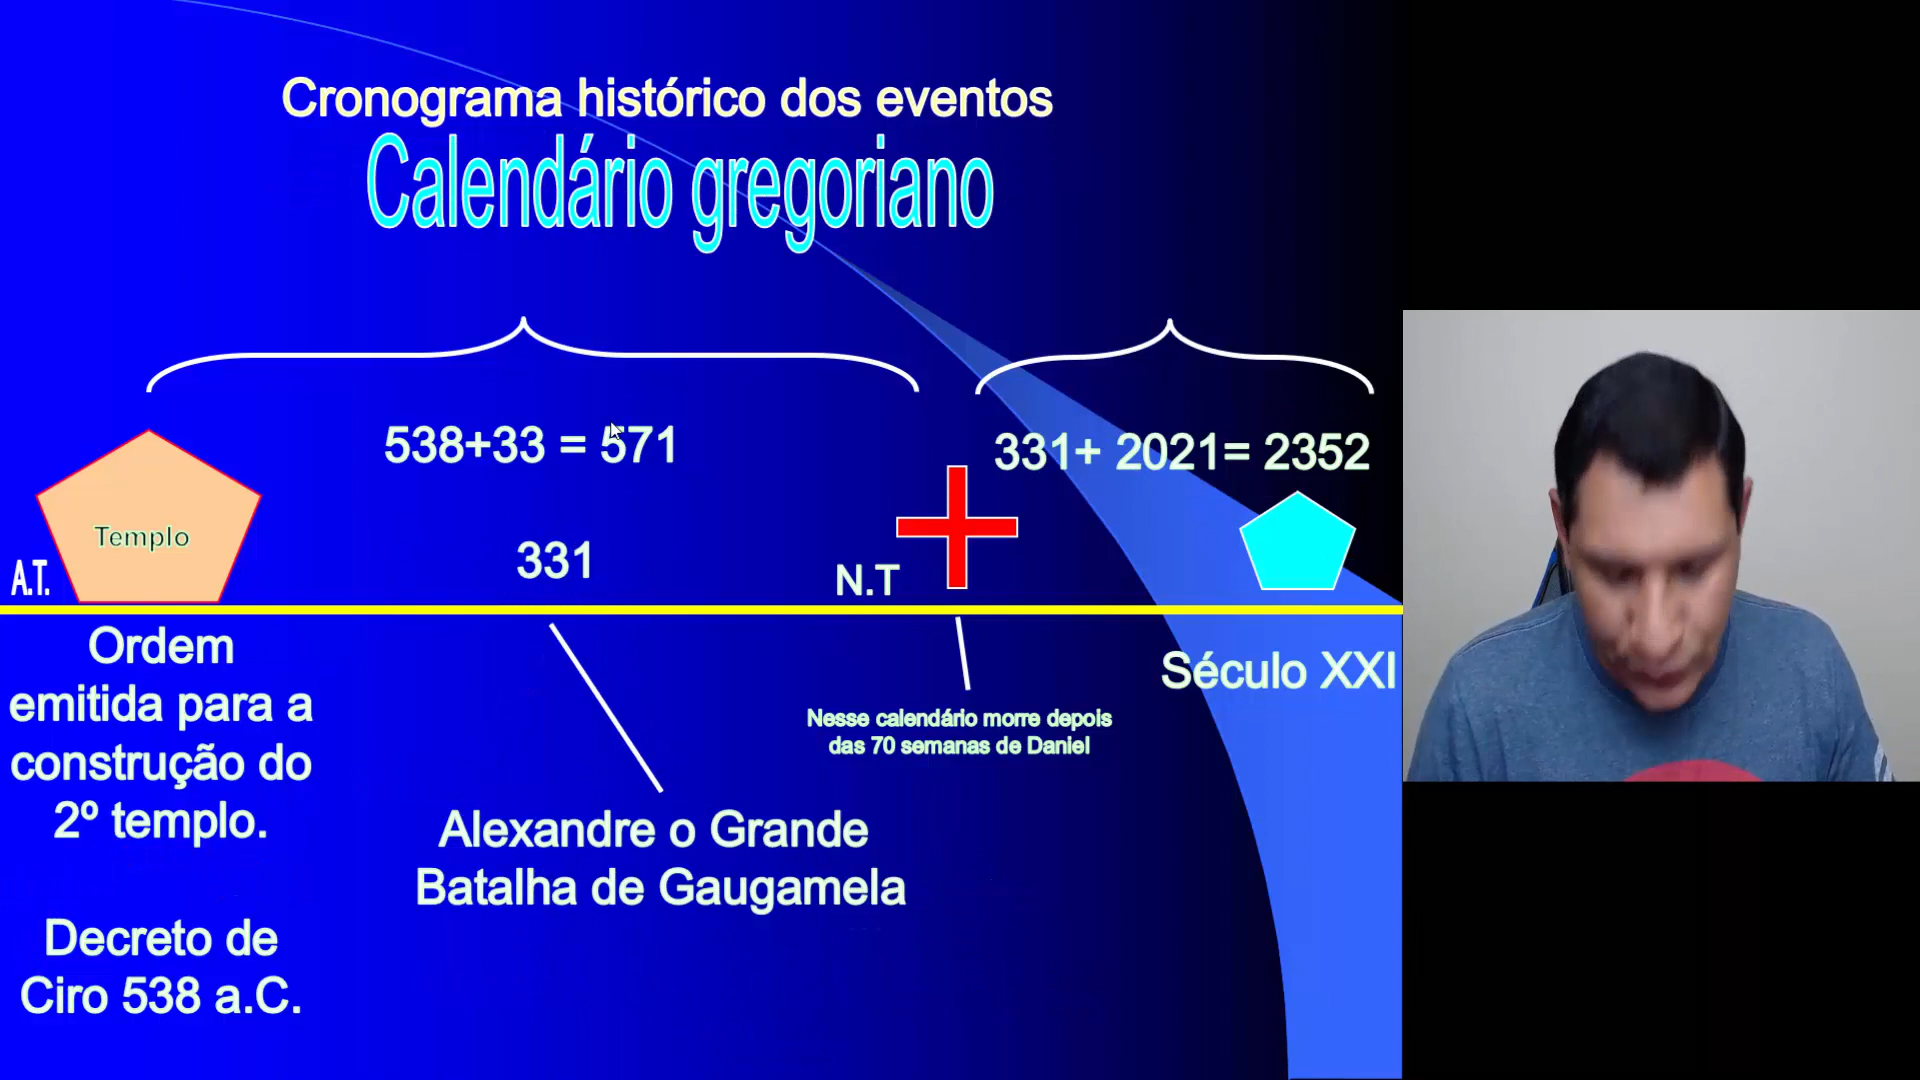 Cronograma histórico dos eventos
Calendário gregoriano
538+33 = 571
331+ 2021= 2352
Templo
331
A.T.
N.T
Ordem
emitida para a
construção do
2º templo.
Decreto de
Ciro 538 a.C.
Alexandre o Grande
Batalha de Gaugamela
Nesse calendário morre depois
das 70 semanas de Daniel
Século XXI